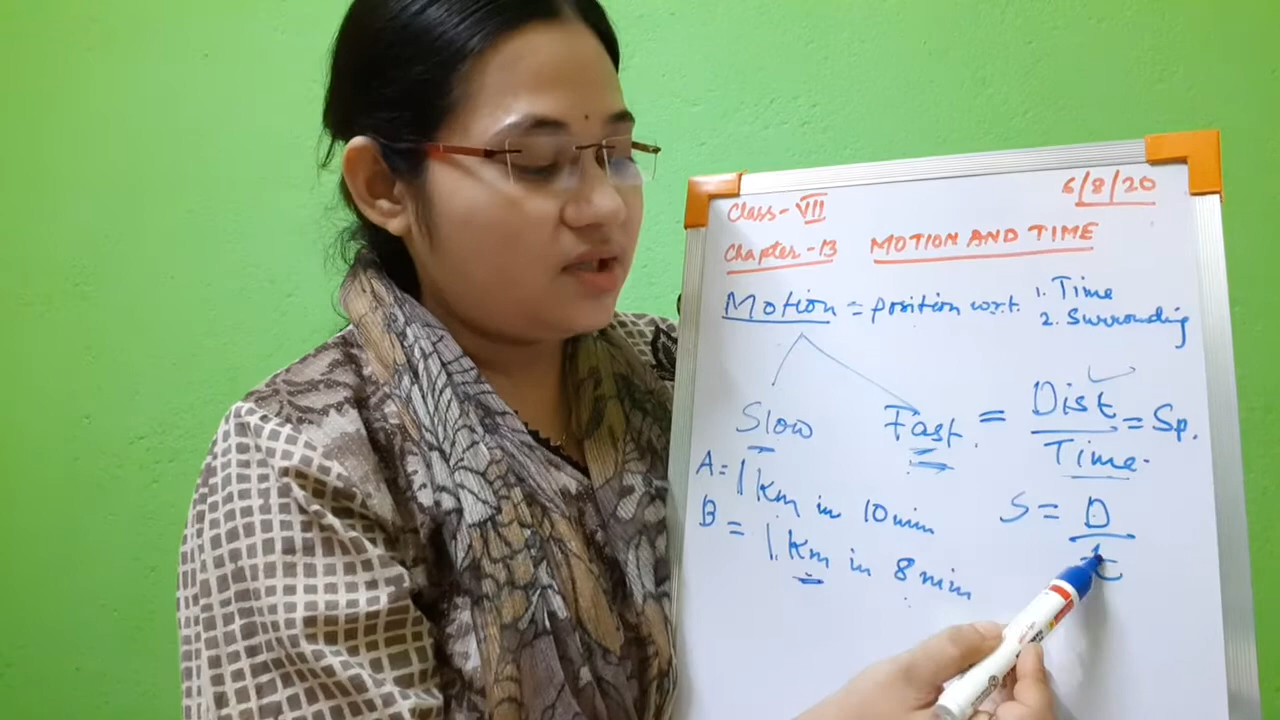 6/8/20
Class - VII
Chapter - 13 MOTION AND TIME
Motion = position w.r.t. 1. Time
2. Surrounding
Slow Fast = Dist = Sp.
Time
A = 1 Km in 10 min
B = 1 Km in 8 min
S = D
t